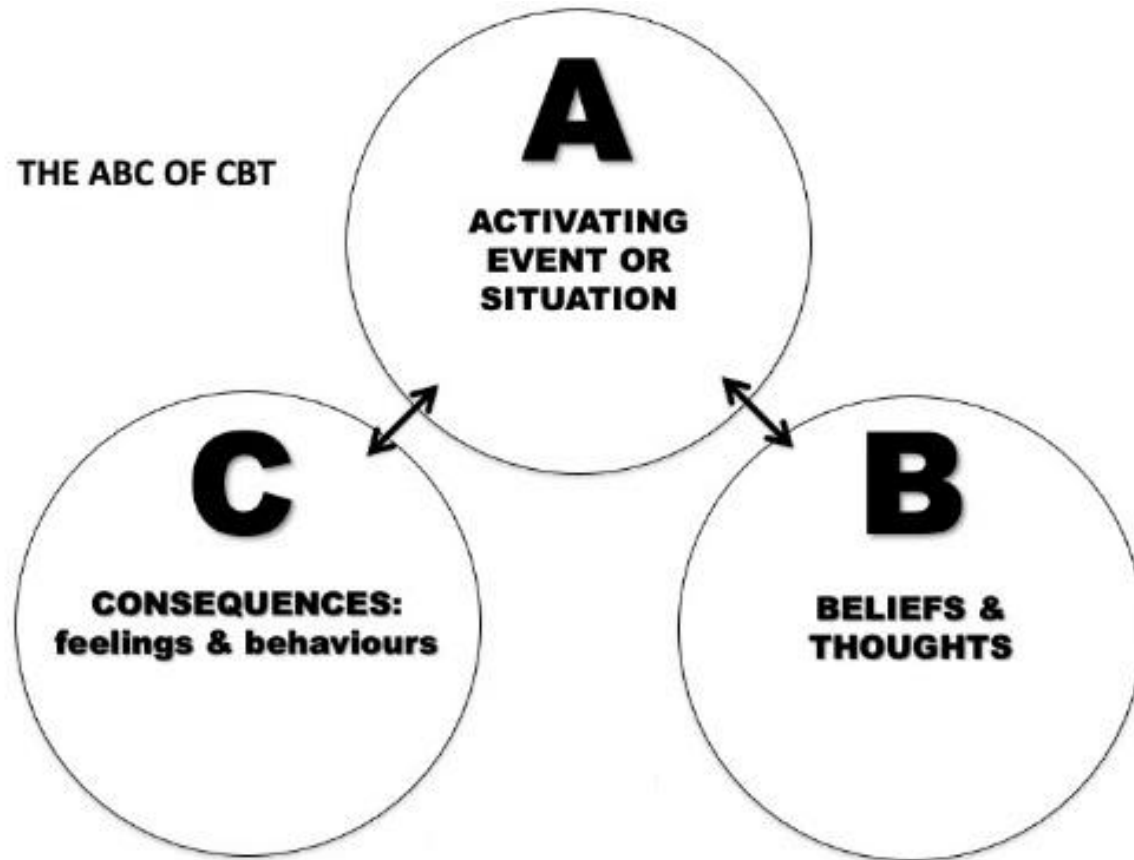 THE ABC OF CBT
A
ACTIVATING
EVENT OR
SITUATION
C
CONSEQUENCES:
feelings & behaviours
B
BELIEFS &
THOUGHTS